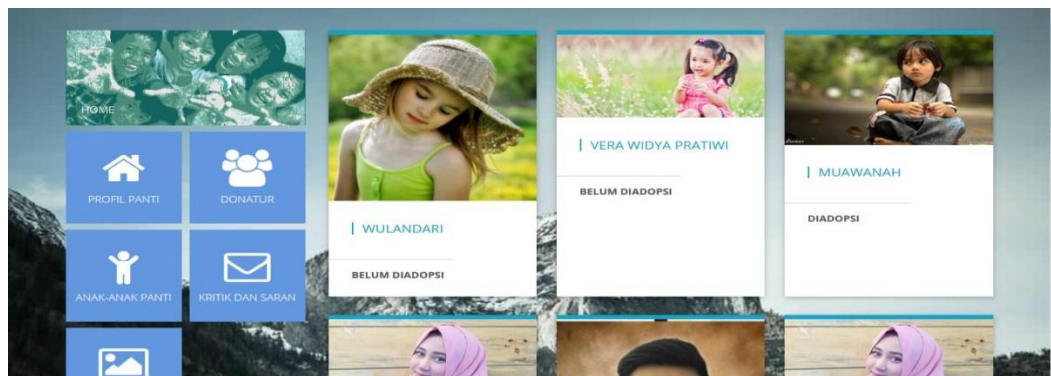 HOME
PROFIL PANTI
DONATUR
ANAK-ANAK PANTI
KRITIK DAN SARAN
WULANDARI
BELUM DIADOPSI
VERA WIDYA PRATIWI
BELUM DIADOPSI
MUAWANAH
DIADOPSI